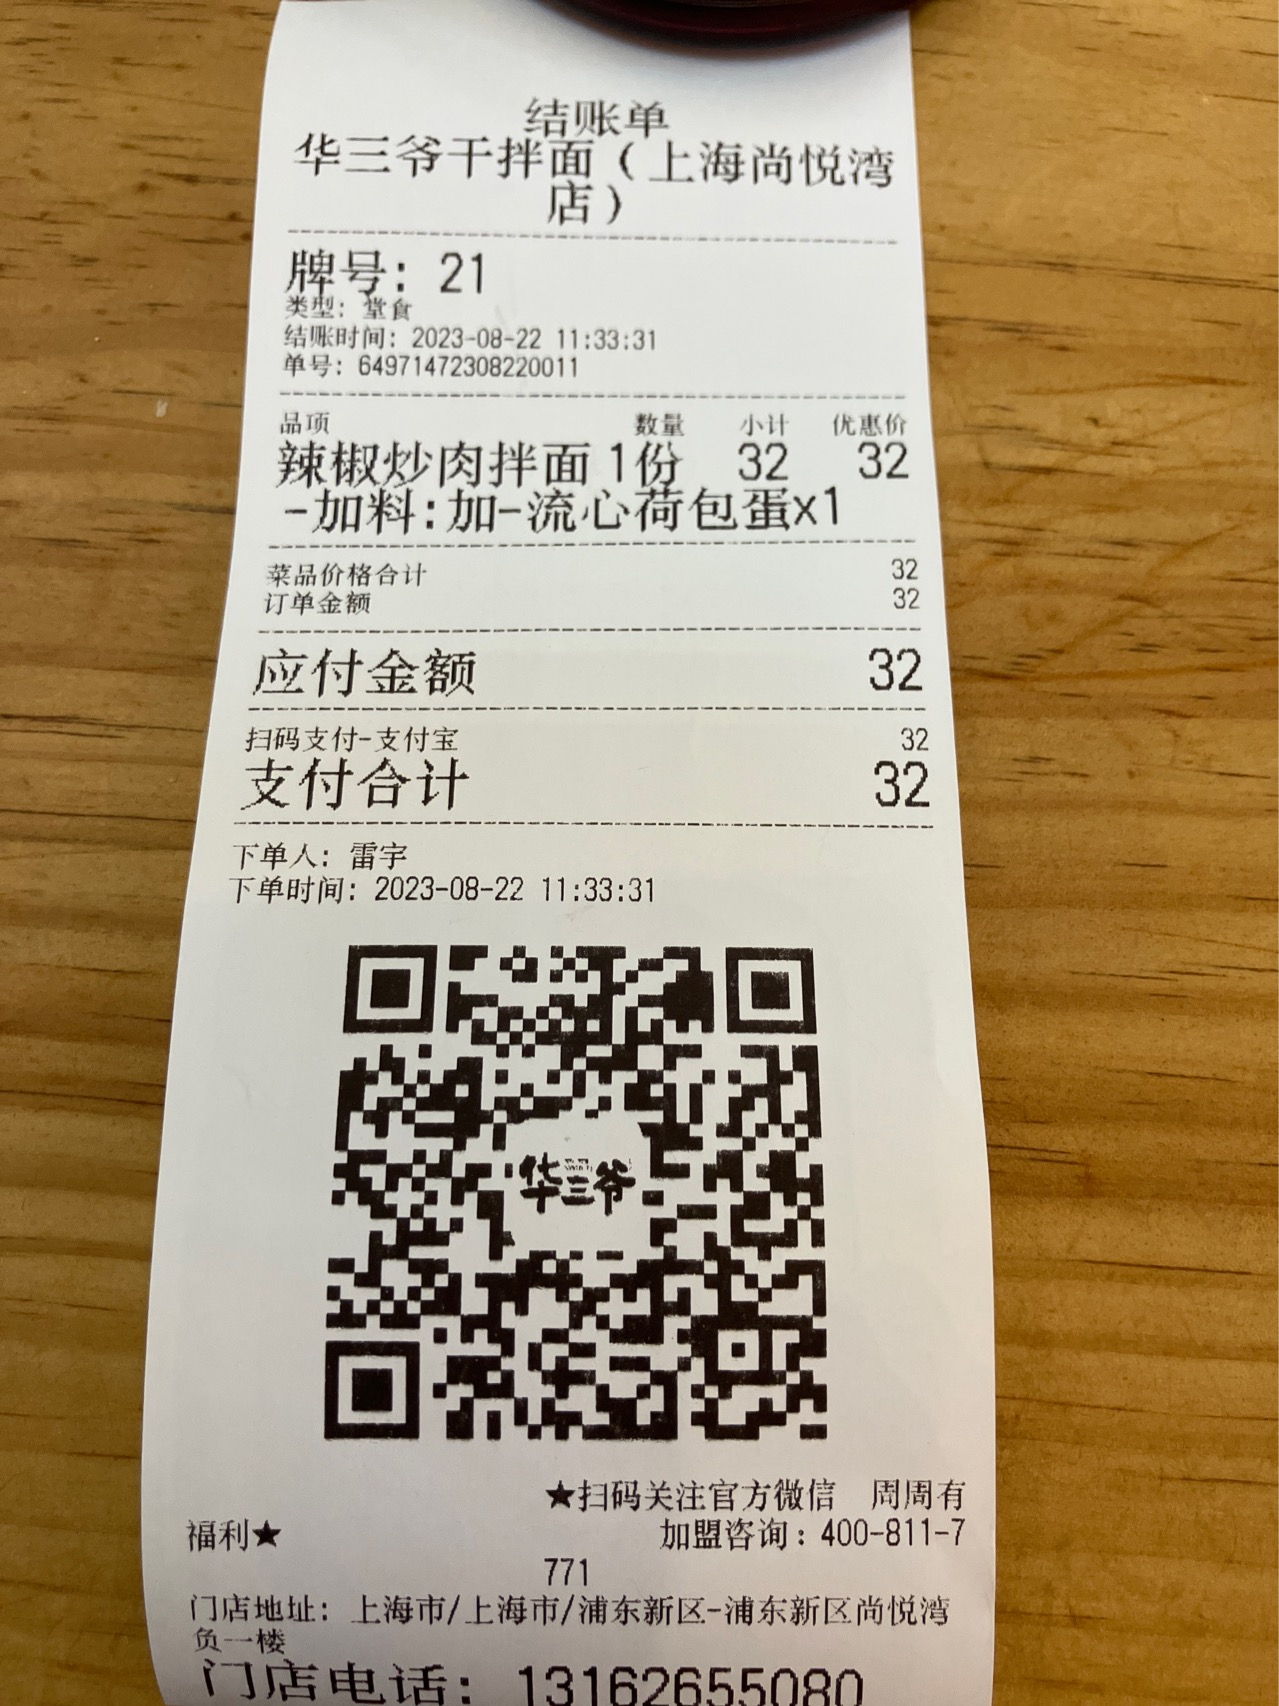 结账单
华三爷干拌面（上海尚悦湾
店）
牌号: 21
类型: 堂食
结账时间: 2023-08-22 11:33:31
单号: 64971472308220011
品项 数量 小计 优惠价
辣椒炒肉拌面 1份 32 32
-加料:加-流心荷包蛋x1
菜品价格合计 32
订单金额 32
应付金额 32
扫码支付-支付宝 32
支付合计 32
下单人: 雷宇
下单时间: 2023-08-22 11:33:31
华三爷
★扫码关注官方微信 周周有
福利★ 加盟咨询：400-811-7
771
门店地址: 上海市/上海市/浦东新区-浦东新区尚悦湾
负一楼
门店电话: 13162655080